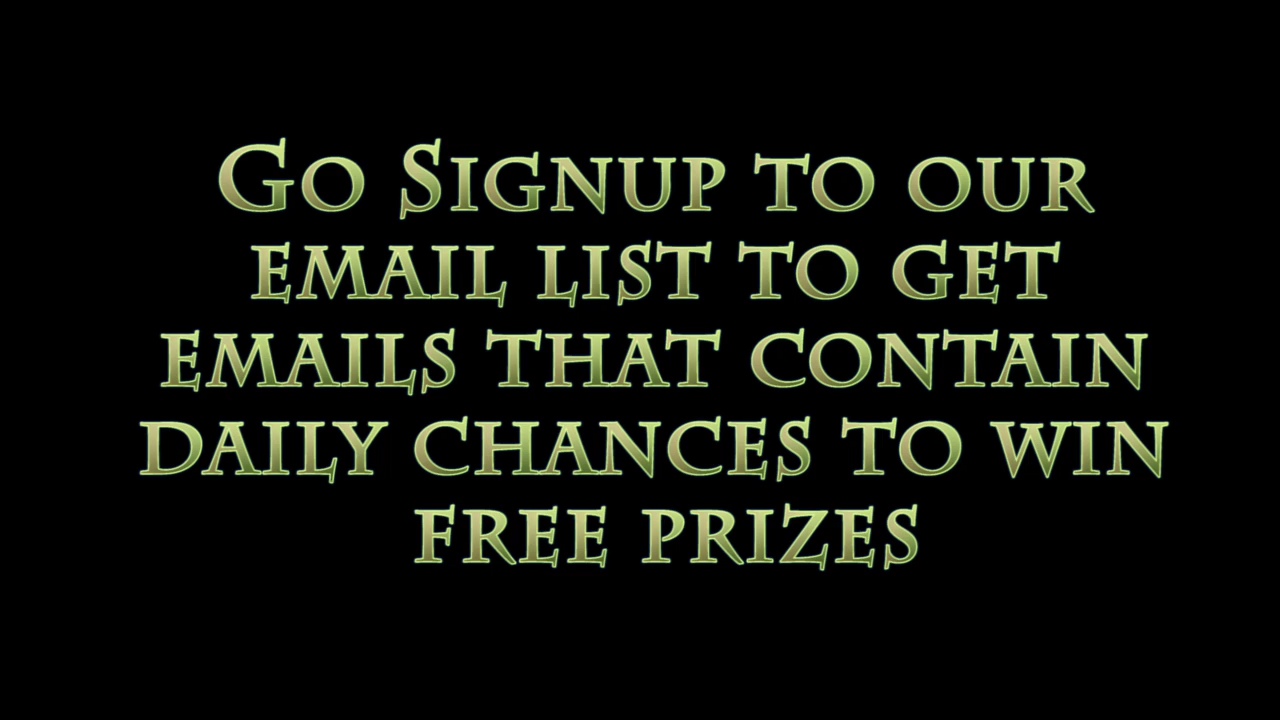 Go Signup to our
email list to get
emails that contain
daily chances to win
free prizes